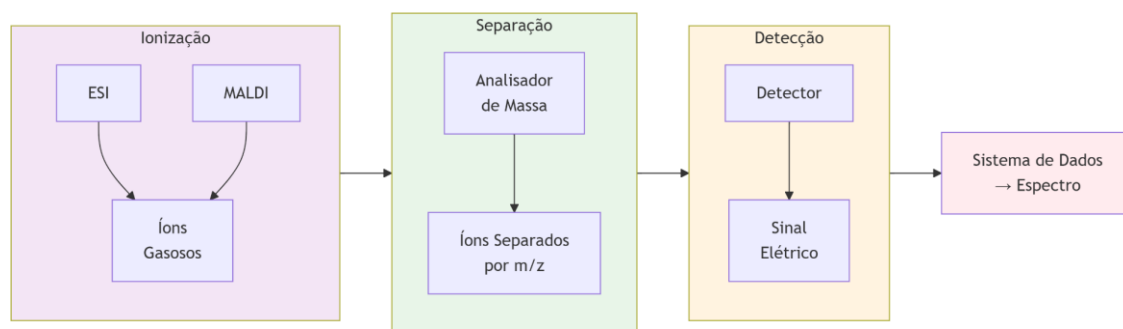 Ionização
ESI
MALDI
Íons
Gasosos
Separação
Analisador
de Massa
Íons Separados
por m/z
Detecção
Detector
Sinal
Elétrico
Sistema de Dados
→ Espectro